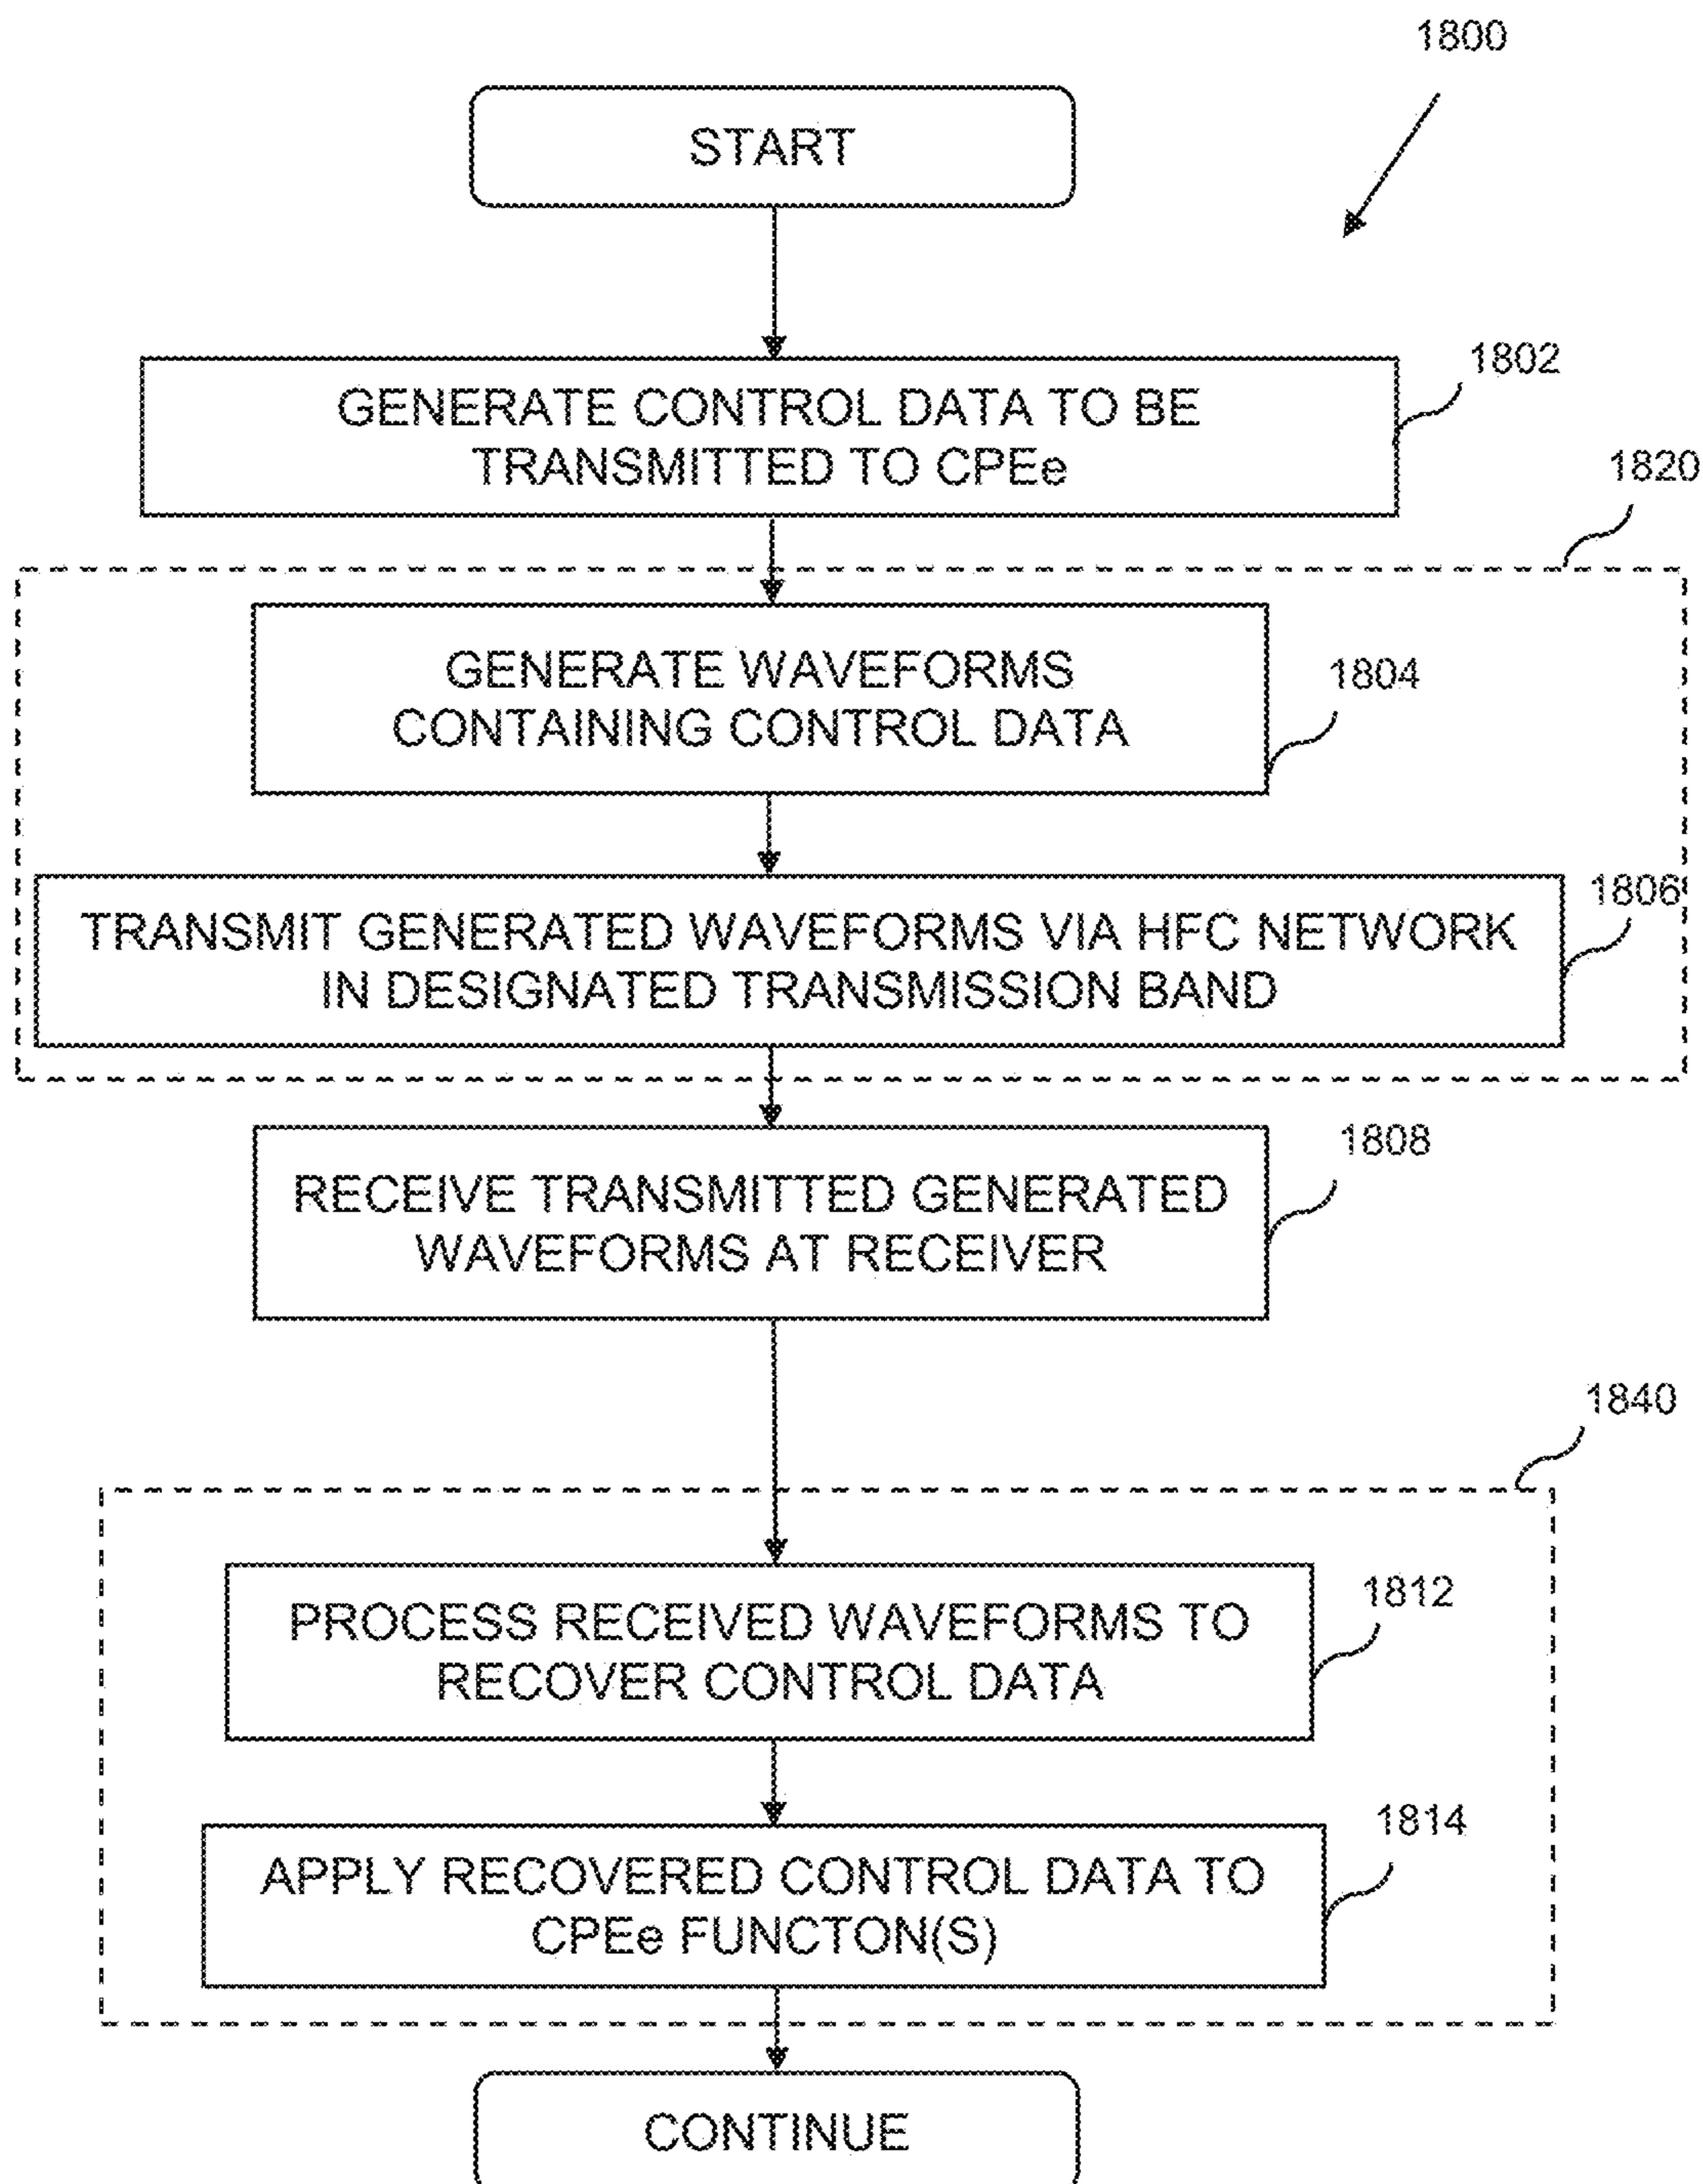 1800
START
1802
GENERATE CONTROL DATA TO BE
TRANSMITTED TO CPEe
1820
GENERATE WAVEFORMS
CONTAINING CONTROL DATA
1804
1806
TRANSMIT GENERATED WAVEFORMS VIA HFC NETWORK
IN DESIGNATED TRANSMISSION BAND
1808
RECEIVE TRANSMITTED GENERATED
WAVEFORMS AT RECEIVER
1840
1812
PROCESS RECEIVED WAVEFORMS TO
RECOVER CONTROL DATA
1814
APPLY RECOVERED CONTROL DATA TO
CPEe FUNCTON(S)
CONTINUE